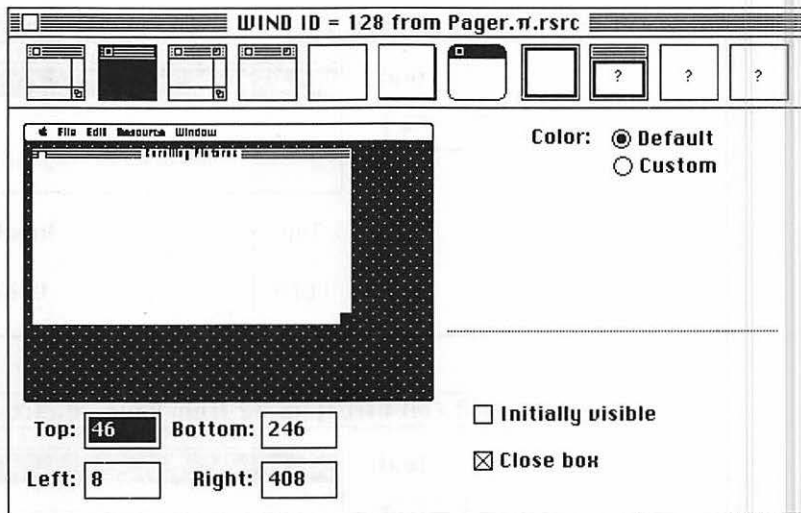 WIND ID = 128 from Pager.π.rsrc
? ? ?
File Edit Resource Window
Scrolling Pictures
Color: Default
Custom
Top: 46 Bottom: 246
Left: 8 Right: 408
Initially visible
Close box